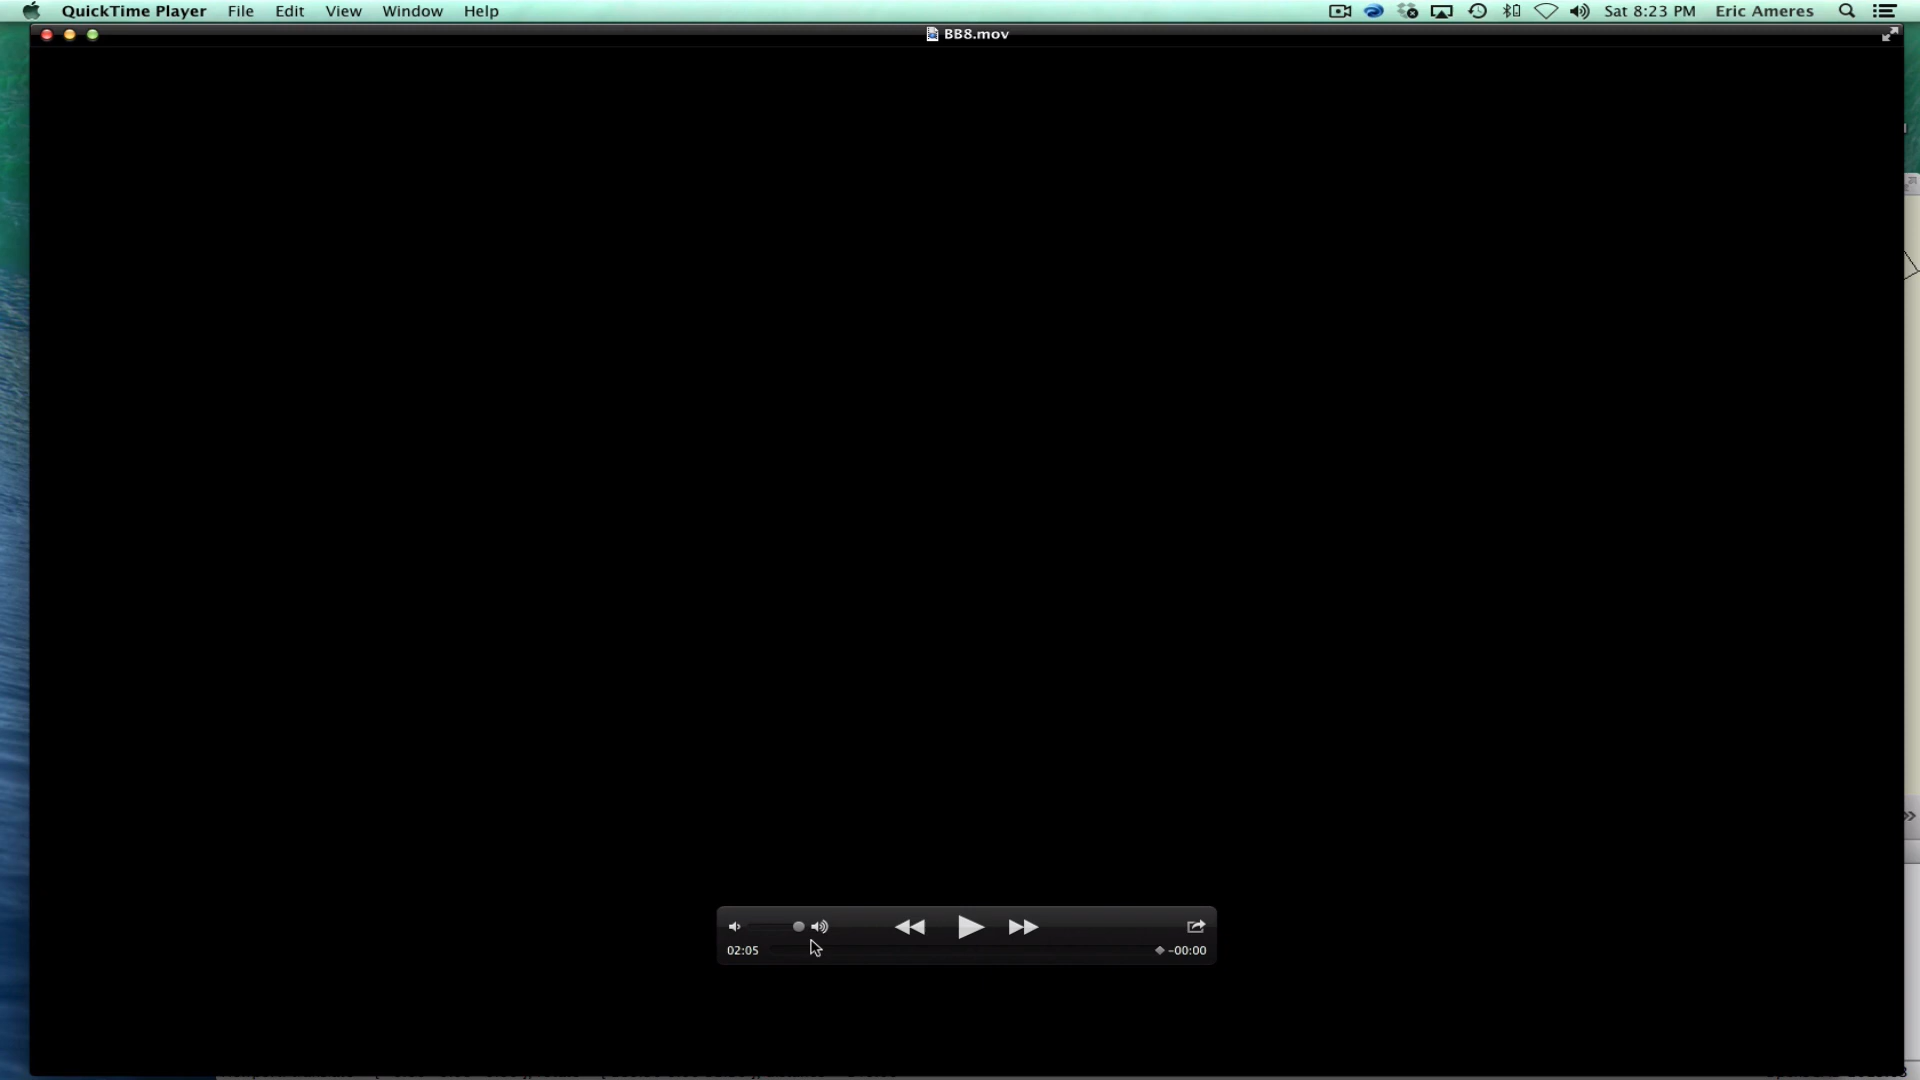 QuickTime Player File Edit View Window Help Sat 8:23 PM Eric Ameres
BB8.mov
02:05 -00:00